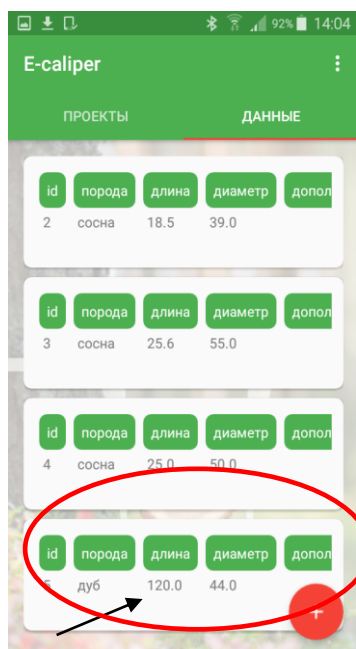 92% 14:04
E-caliper
ПРОЕКТЫ ДАННЫЕ
id порода длина диаметр допол
2 сосна 18.5 39.0
id порода длина диаметр допол
3 сосна 25.6 55.0
id порода длина диаметр допол
4 сосна 25.0 50.0
id порода длина диаметр допол
5 дуб 120.0 44.0
+